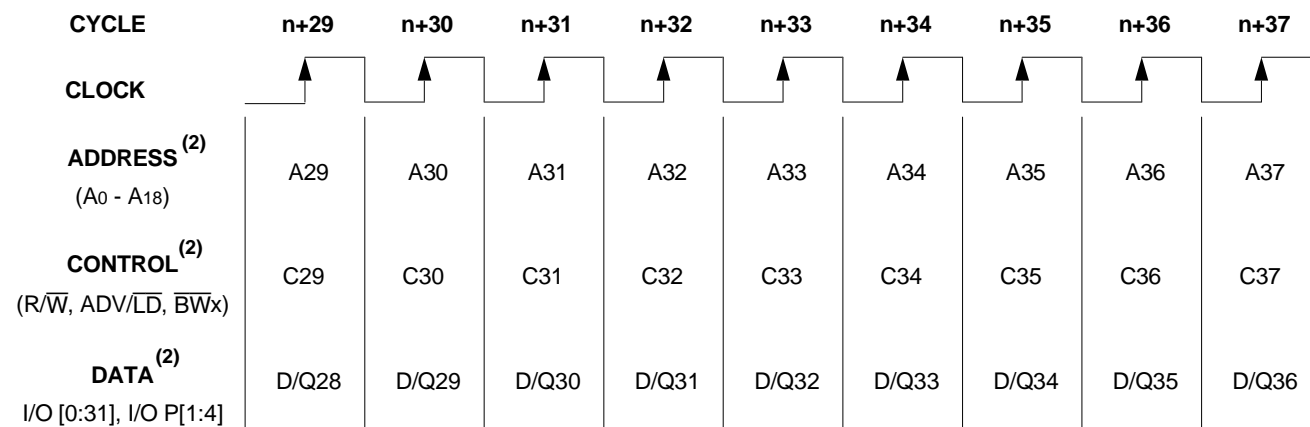 CYCLE n+29 n+30 n+31 n+32 n+33 n+34 n+35 n+36 n+37
CLOCK
ADDRESS(2) A29 A30 A31 A32 A33 A34 A35 A36 A37
(A0 - A18)
CONTROL(2) C29 C30 C31 C32 C33 C34 C35 C36 C37
(R/W̅, ADV/L̅D̅, B̅W̅x)
DATA(2) D/Q28 D/Q29 D/Q30 D/Q31 D/Q32 D/Q33 D/Q34 D/Q35 D/Q36
I/O [0:31], I/O P[1:4]